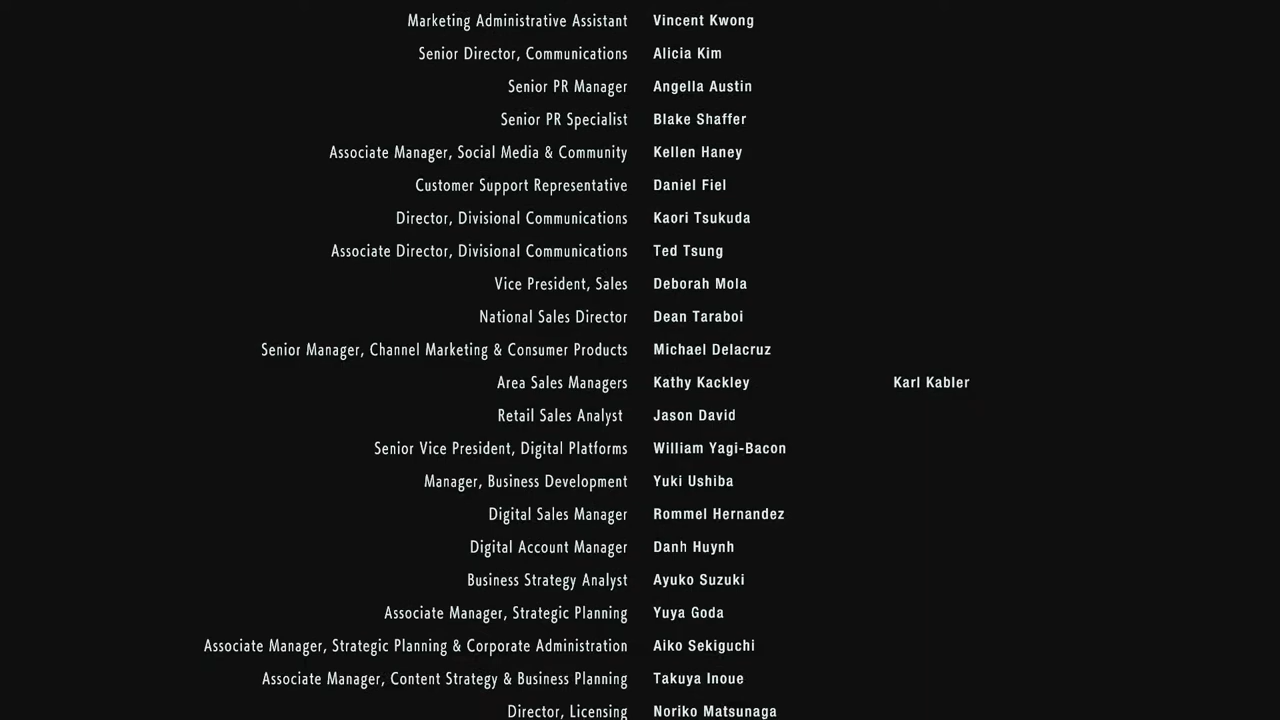 Marketing Administrative Assistant Vincent Kwong
Senior Director, Communications Alicia Kim
Senior PR Manager Angella Austin
Senior PR Specialist Blake Shaffer
Associate Manager, Social Media & Community Kellen Haney
Customer Support Representative Daniel Fiel
Director, Divisional Communications Kaori Tsukuda
Associate Director, Divisional Communications Ted Tsung
Vice President, Sales Deborah Mola
National Sales Director Dean Taraboi
Senior Manager, Channel Marketing & Consumer Products Michael Delacruz
Area Sales Managers Kathy Kackley Karl Kabler
Retail Sales Analyst Jason David
Senior Vice President, Digital Platforms William Yagi-Bacon
Manager, Business Development Yuki Ushiba
Digital Sales Manager Rommel Hernandez
Digital Account Manager Danh Huynh
Business Strategy Analyst Ayuko Suzuki
Associate Manager, Strategic Planning Yuya Goda
Associate Manager, Strategic Planning & Corporate Administration Aiko Sekiguchi
Associate Manager, Content Strategy & Business Planning Takuya Inoue
Director, Licensing Noriko Matsunaga